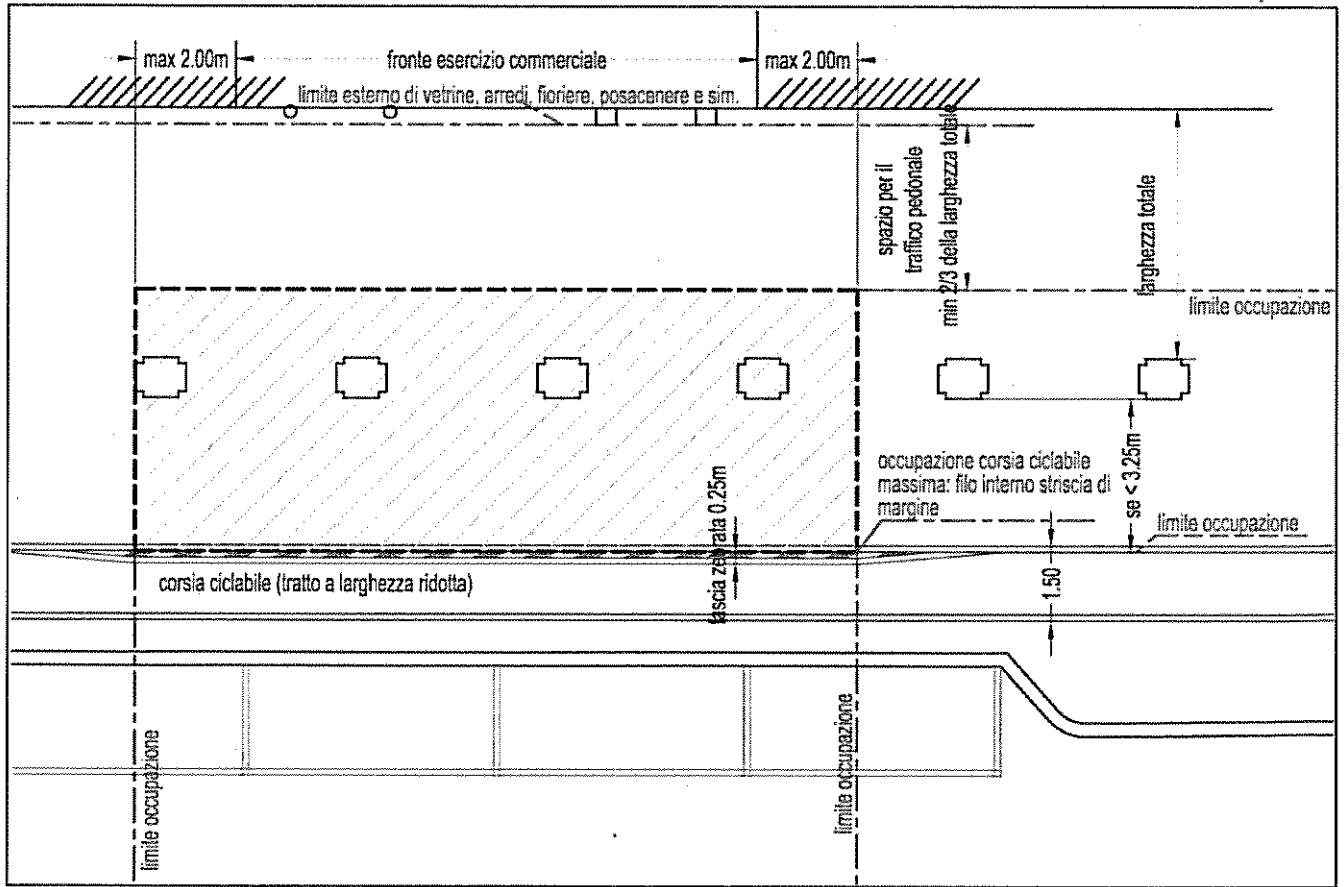 max 2.00m
fronte esercizio commerciale
max 2.00m
limite esterno di vetrine, arredi, fioriere, posacenere e sim.
spazio per il
traffico pedonale
min 2/3 della larghezza totale
larghezza totale
limite occupazione
se < 3.25m
occupazione corsia ciclabile
massima: filo interno striscia di
margine
limite occupazione
fascia zebrata 0.25m
corsia ciclabile (tratto a larghezza ridotta)
1.50
limite occupazione
limite occupazione